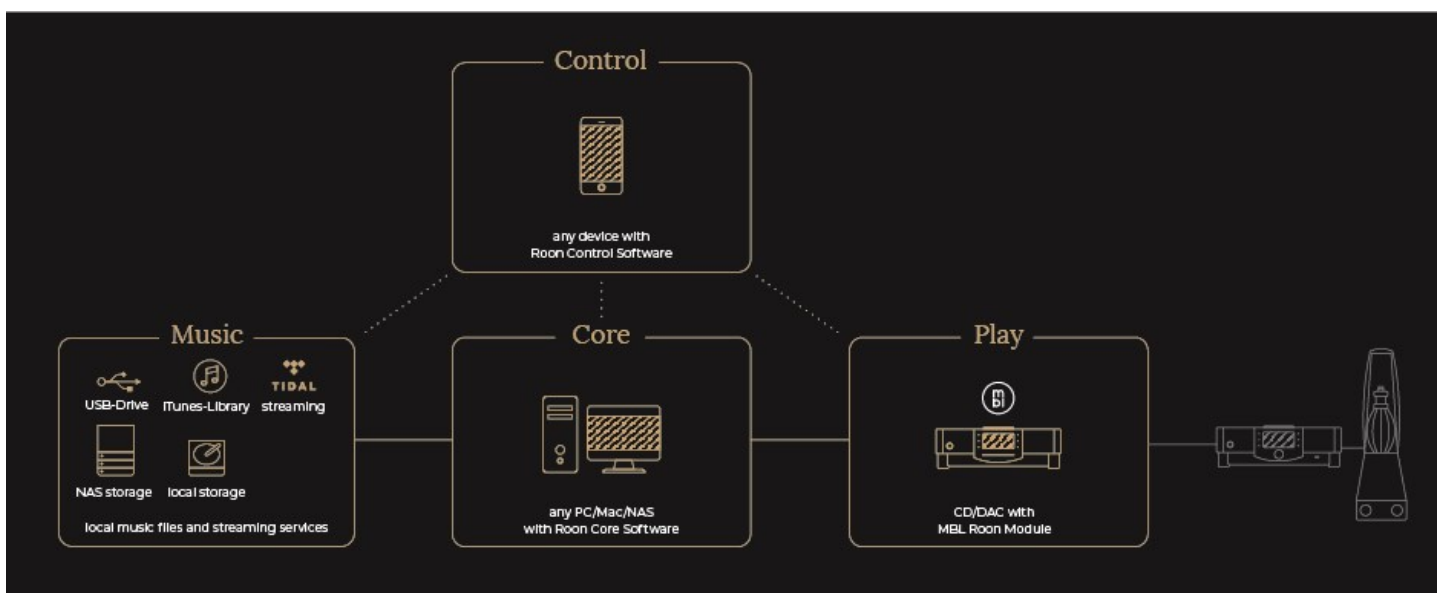 Control
any device with
Roon Control Software
Music
USB-Drive
iTunes-Library
TIDAL
streaming
NAS storage
local storage
local music files and streaming services
Core
any PC/Mac/NAS
with Roon Core Software
Play
mbl
CD/DAC with
MBL Roon Module